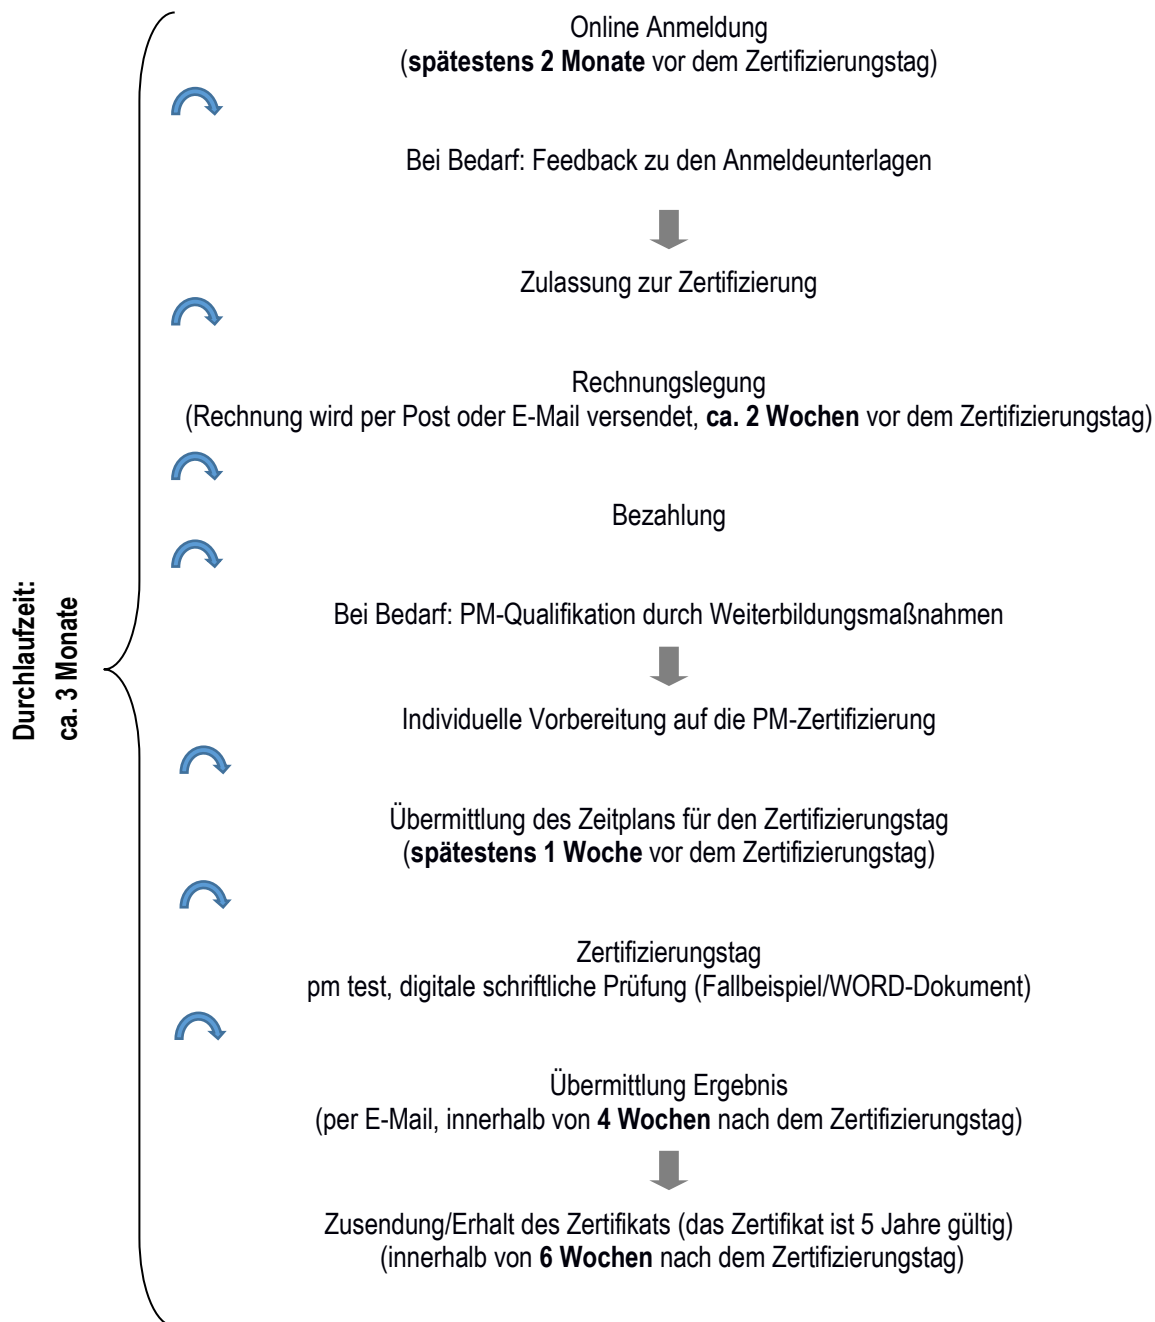 Online Anmeldung
(spätestens 2 Monate vor dem Zertifizierungstag)
Bei Bedarf: Feedback zu den Anmeldeunterlagen
Zulassung zur Zertifizierung
Rechnungslegung
(Rechnung wird per Post oder E-Mail versendet, ca. 2 Wochen vor dem Zertifizierungstag)
Bezahlung
Bei Bedarf: PM-Qualifikation durch Weiterbildungsmaßnahmen
Individuelle Vorbereitung auf die PM-Zertifizierung
Übermittlung des Zeitplans für den Zertifizierungstag
(spätestens 1 Woche vor dem Zertifizierungstag)
Zertifizierungstag
pm test, digitale schriftliche Prüfung (Fallbeispiel/WORD-Dokument)
Übermittlung Ergebnis
(per E-Mail, innerhalb von 4 Wochen nach dem Zertifizierungstag)
Zusendung/Erhalt des Zertifikats (das Zertifikat ist 5 Jahre gültig)
(innerhalb von 6 Wochen nach dem Zertifizierungstag)
Durchlaufzeit:
ca. 3 Monate